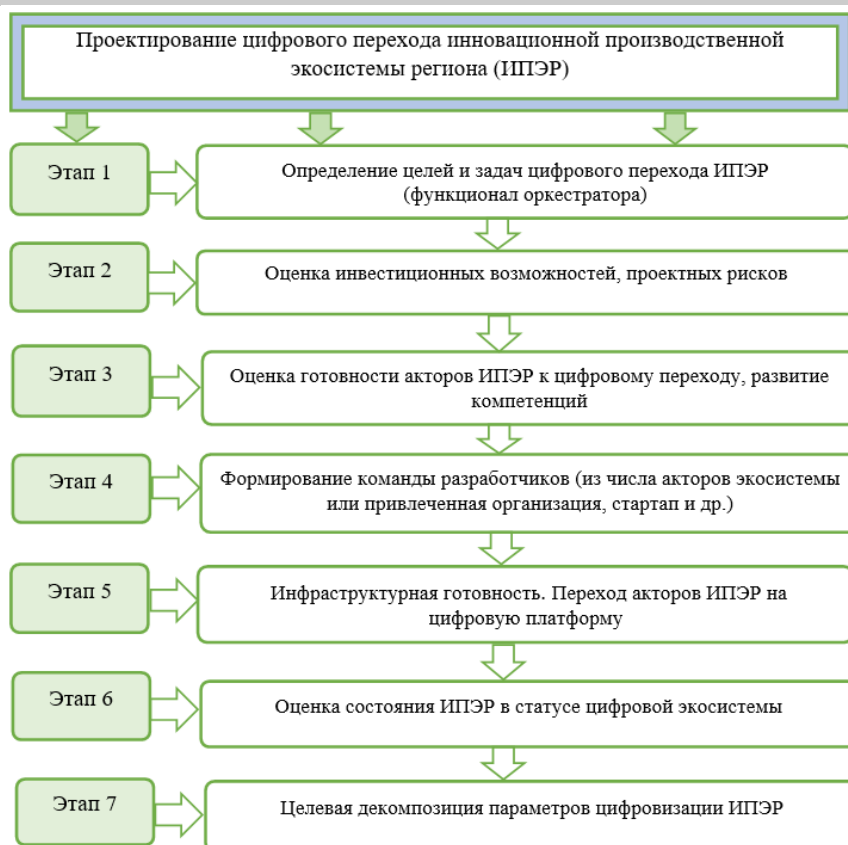 Проектирование цифрового перехода инновационной производственной
экосистемы региона (ИПЭР)
Этап 1
Определение целей и задач цифрового перехода ИПЭР
(функционал оркестратора)
Этап 2
Оценка инвестиционных возможностей, проектных рисков
Этап 3
Оценка готовности акторов ИПЭР к цифровому переходу, развитие
компетенций
Этап 4
Формирование команды разработчиков (из числа акторов экосистемы
или привлеченная организация, стартап и др.)
Этап 5
Инфраструктурная готовность. Переход акторов ИПЭР на
цифровую платформу
Этап 6
Оценка состояния ИПЭР в статусе цифровой экосистемы
Этап 7
Целевая декомпозиция параметров цифровизации ИПЭР